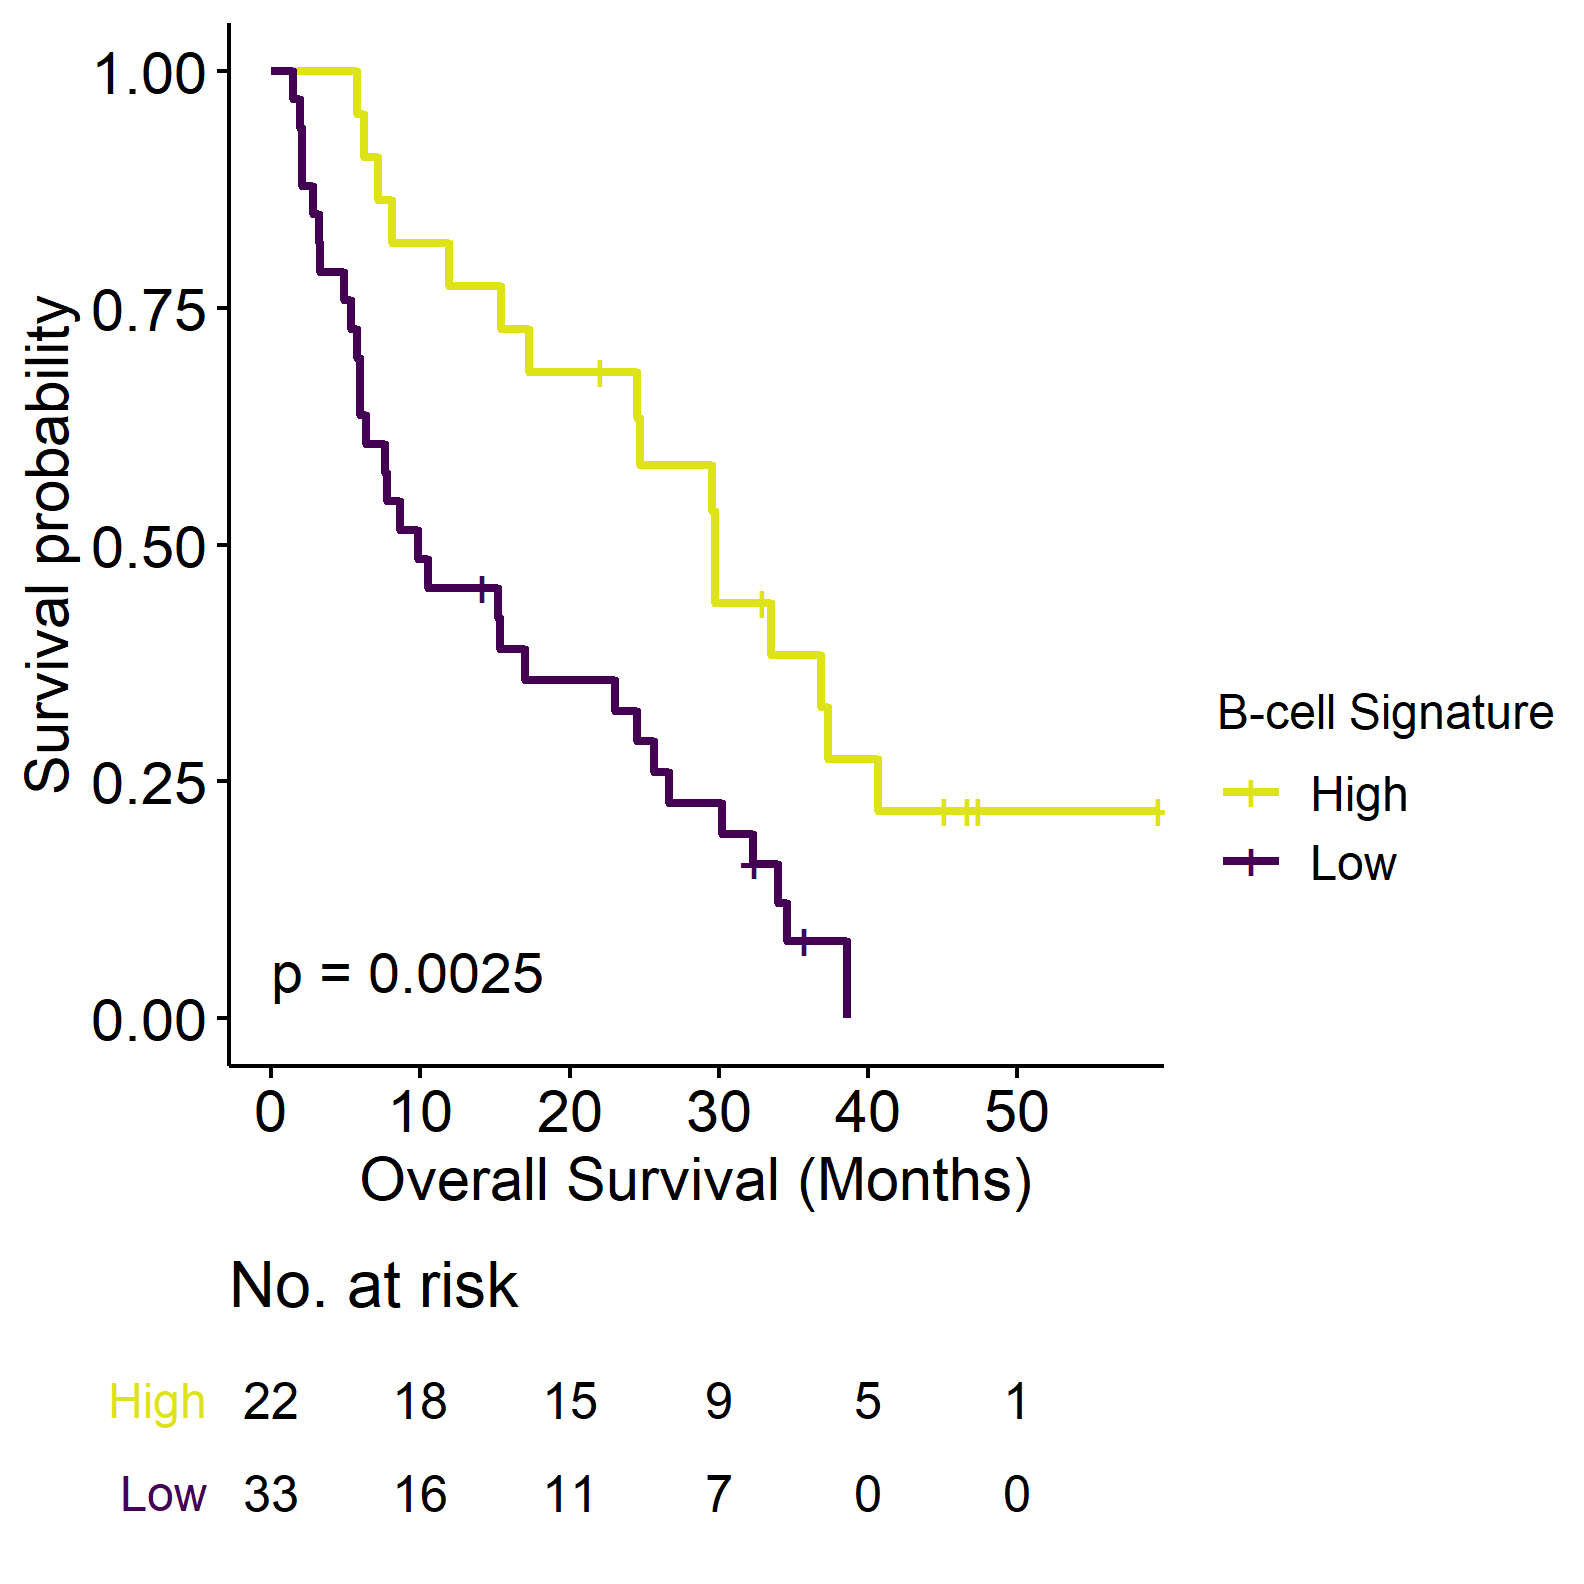 1.00
0.75
0.50
0.25
0.00
Survival probability
p = 0.0025
0 10 20 30 40 50
Overall Survival (Months)
B-cell Signature
High
Low
No. at risk
High 22 18 15 9 5 1
Low 33 16 11 7 0 0